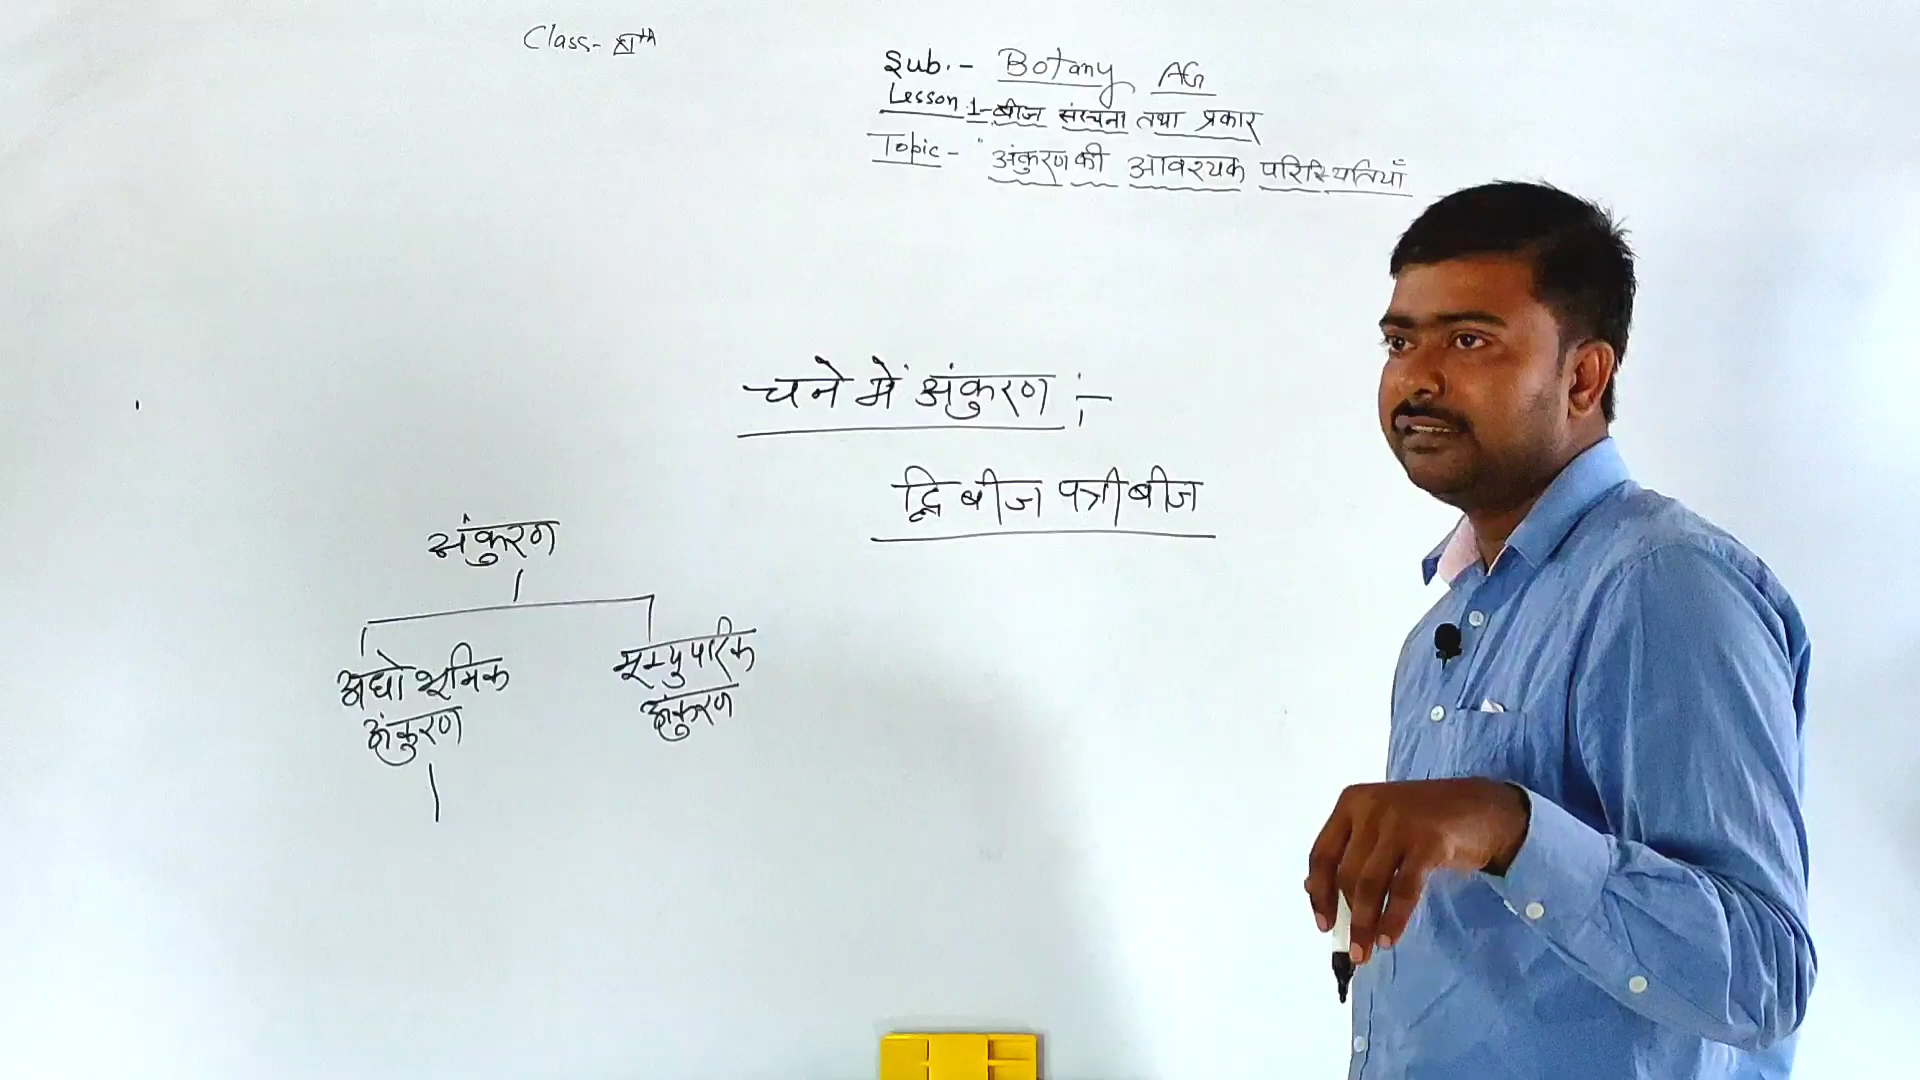 Class- XIth
Sub.- Botany AG
Lesson 1- बीज संरचना तथा प्रकार
Topic- "अंकुरण की आवश्यक परिस्थितियाँ
चने में अंकुरण :-
द्वि बीज पत्री बीज
अंकुरण
अधो भूमिक
अंकुरण
भूम्युपरिक
अंकुरण